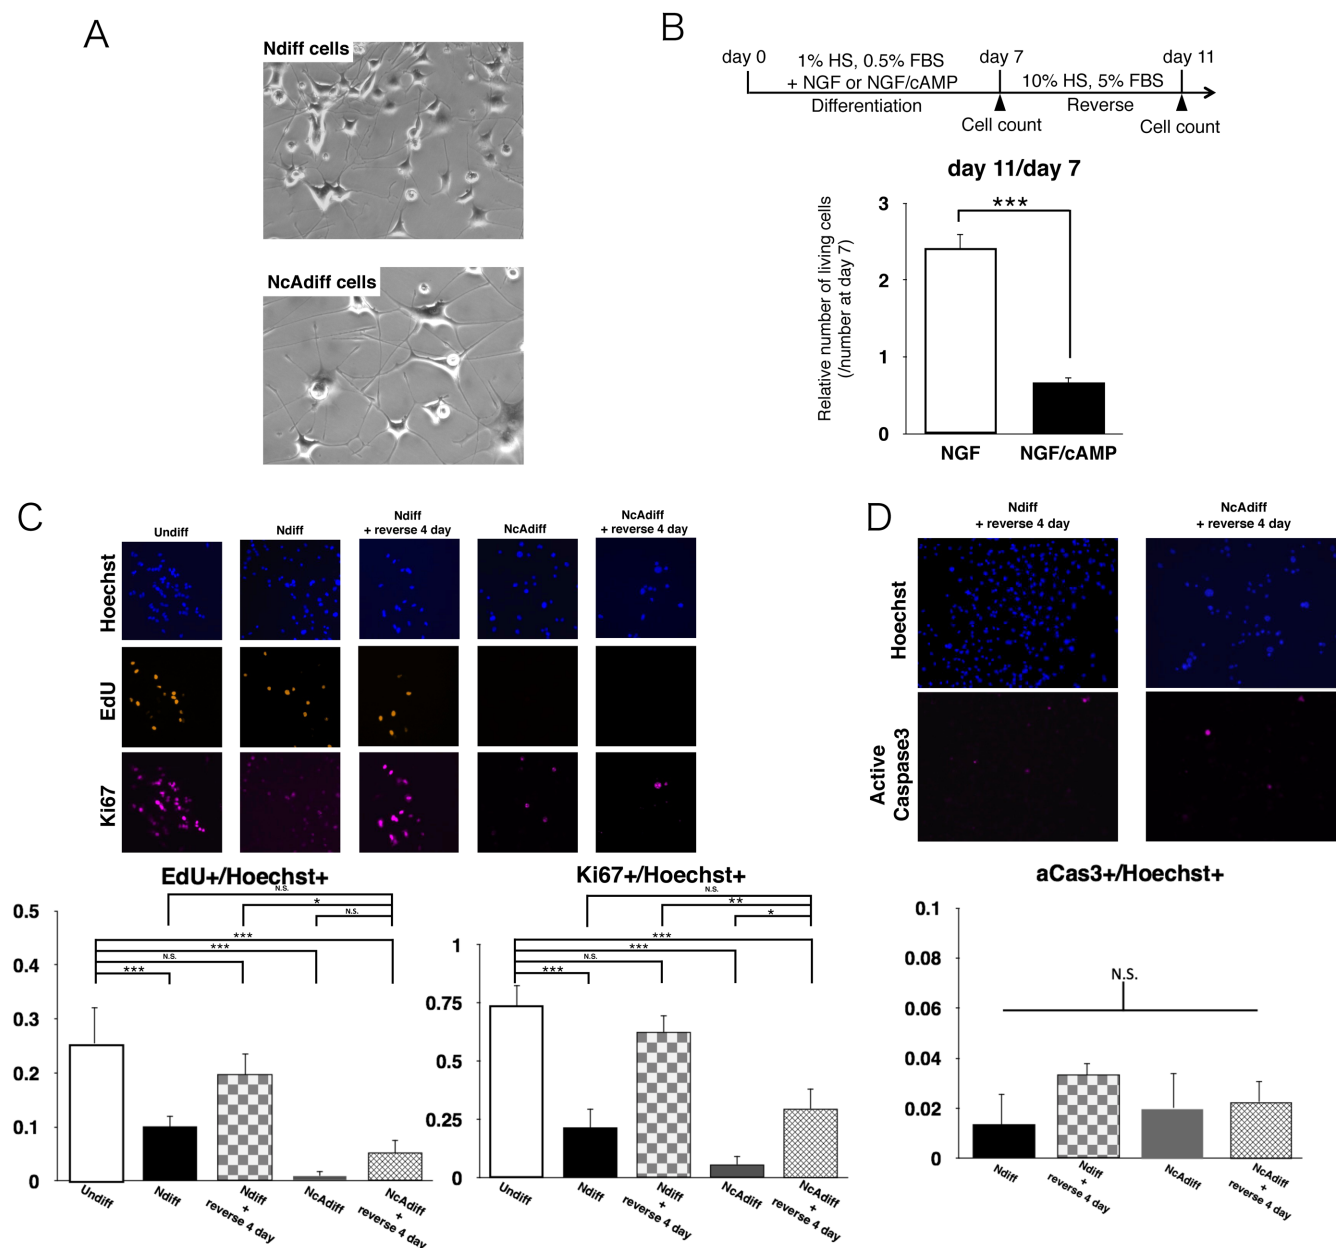 A
Ndiff cells
NcAdiff cells
B
day 0
1% HS, 0.5% FBS
+ NGF or NGF/cAMP
Differentiation
day 7
10% HS, 5% FBS
Reverse
day 11
Cell count
Cell count
day 11/day 7
Relative number of living cells
(/number at day 7)
3
2
1
0
***
NGF
NGF/cAMP
C
Undiff
Ndiff
Ndiff
+ reverse 4 day
NcAdiff
NcAdiff
+ reverse 4 day
Hoechst
EdU
Ki67
EdU+/Hoechst+
N.S.
*
N.S.
***
***
N.S.
***
0.5
0.4
0.3
0.2
0.1
0
Undiff
Ndiff
Ndiff
+
reverse 4 day
NcAdiff
NcAdiff
+
reverse 4 day
Ki67+/Hoechst+
N.S.
**
*
***
***
N.S.
***
1
0.75
0.5
0.25
0
Undiff
Ndiff
Ndiff
+
reverse 4 day
NcAdiff
NcAdiff
+
reverse 4 day
D
Ndiff
+ reverse 4 day
NcAdiff
+ reverse 4 day
Hoechst
Active
Caspase3
aCas3+/Hoechst+
N.S.
0.1
0.08
0.06
0.04
0.02
0
Ndiff
Ndiff
+
reverse 4 day
NcAdiff
NcAdiff
+
reverse 4 day